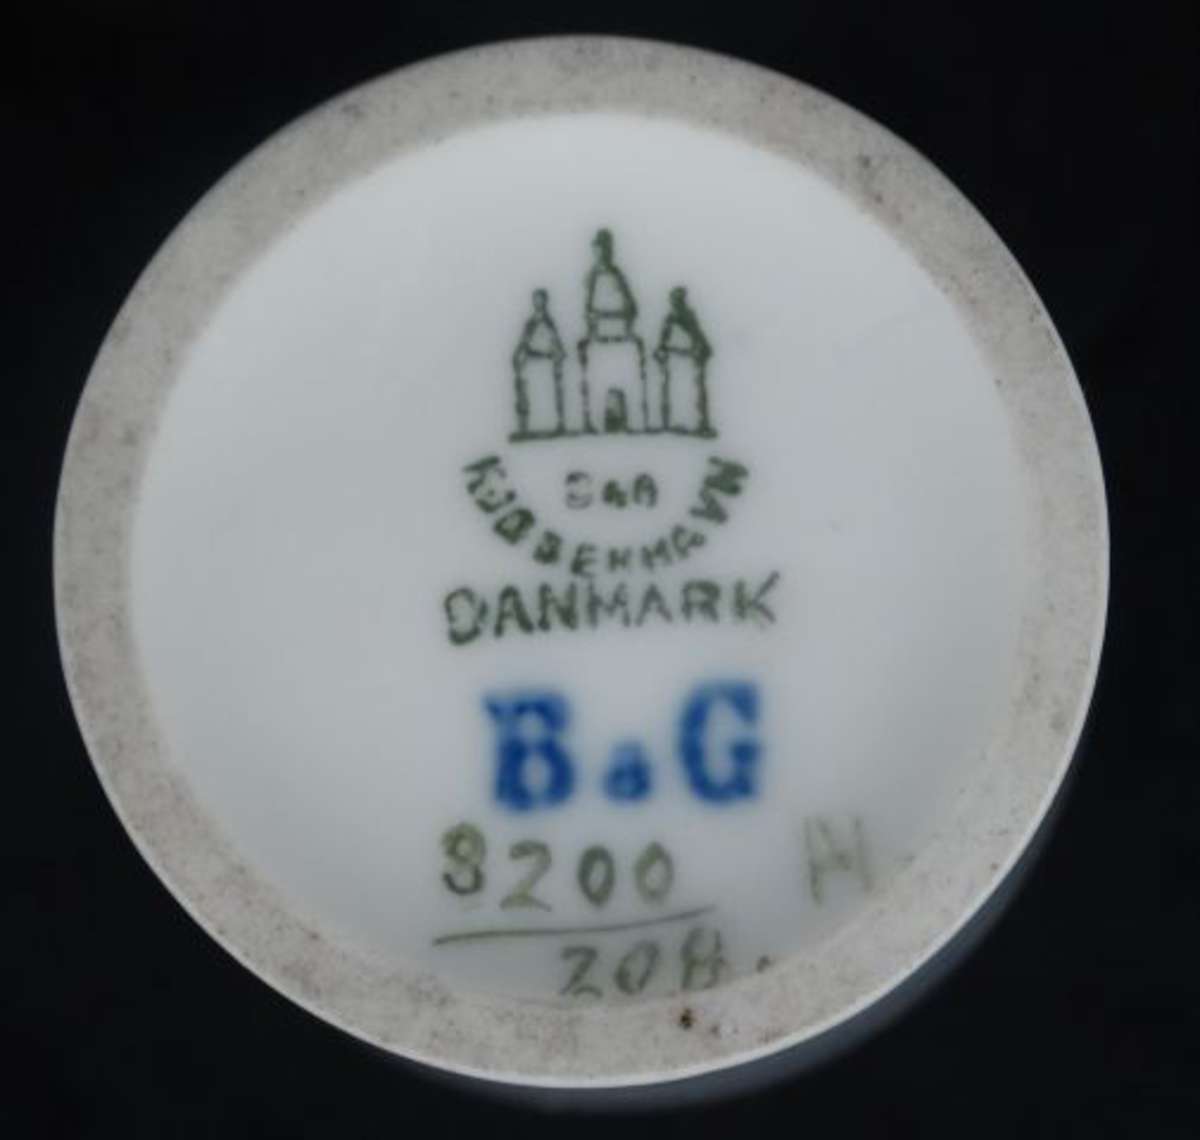 B&G
KJØBENHAVN
DANMARK
B&G
8200 H
208.